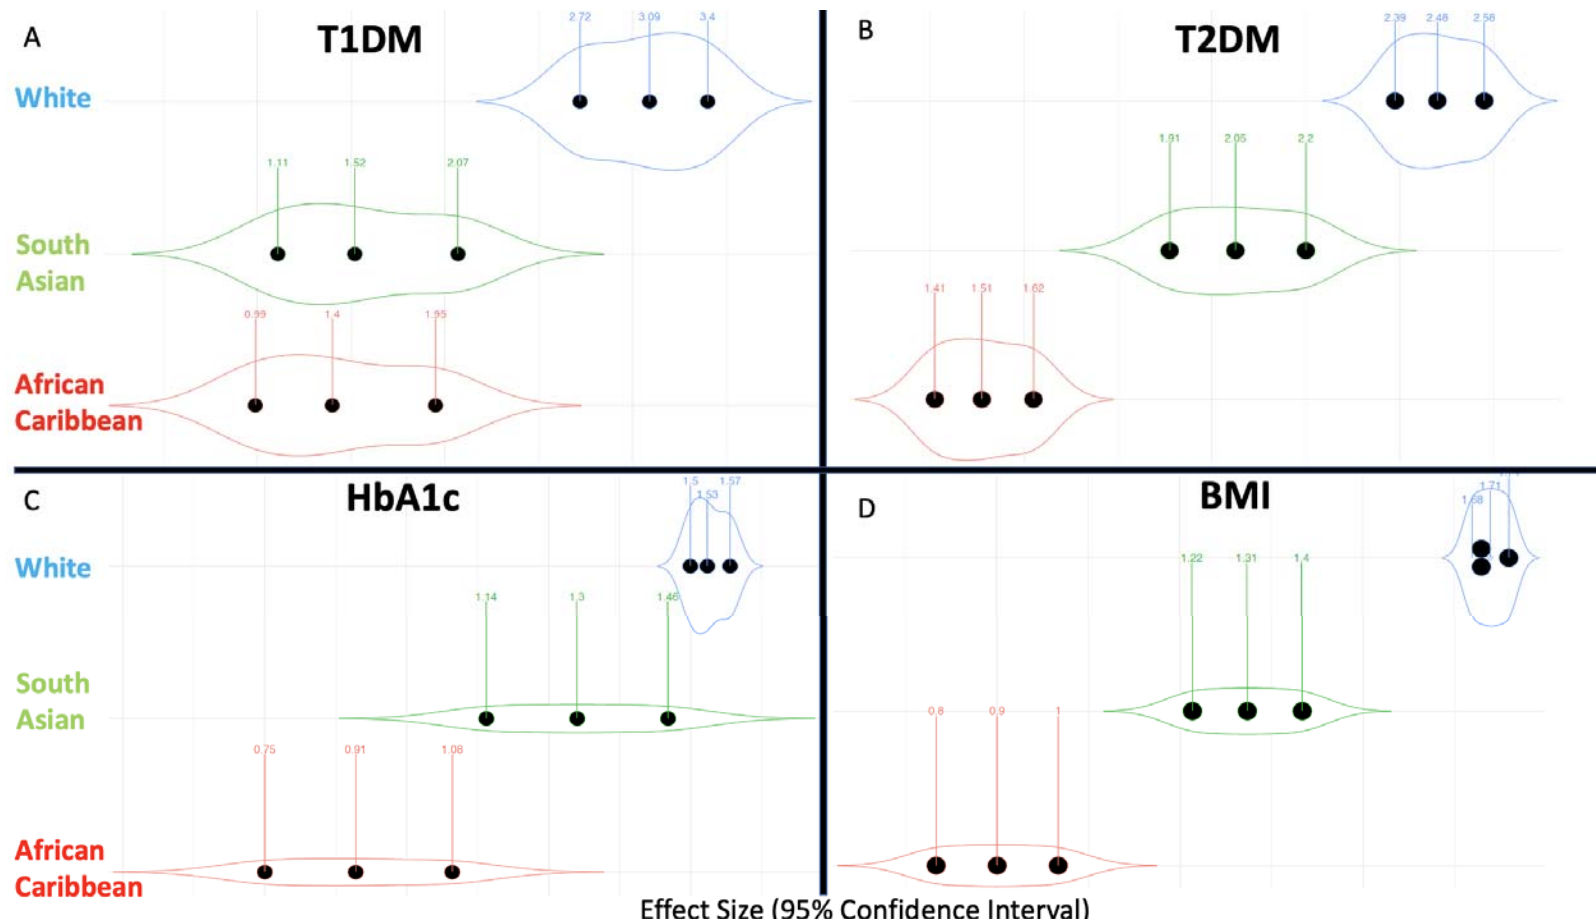 A
T1DM
2.72 3.09 3.4
White
1.11 1.52 2.07
South
Asian
0.99 1.4 1.95
African
Caribbean
B
T2DM
2.39 2.48 2.58
1.91 2.05 2.2
1.41 1.51 1.62
C
HbA1c
1.5 1.53 1.57
White
1.14 1.3 1.46
South
Asian
0.75 0.91 1.08
African
Caribbean
D
BMI
1.68 1.71
1.22 1.31 1.4
0.8 0.9 1
Effect Size (95% Confidence Interval)